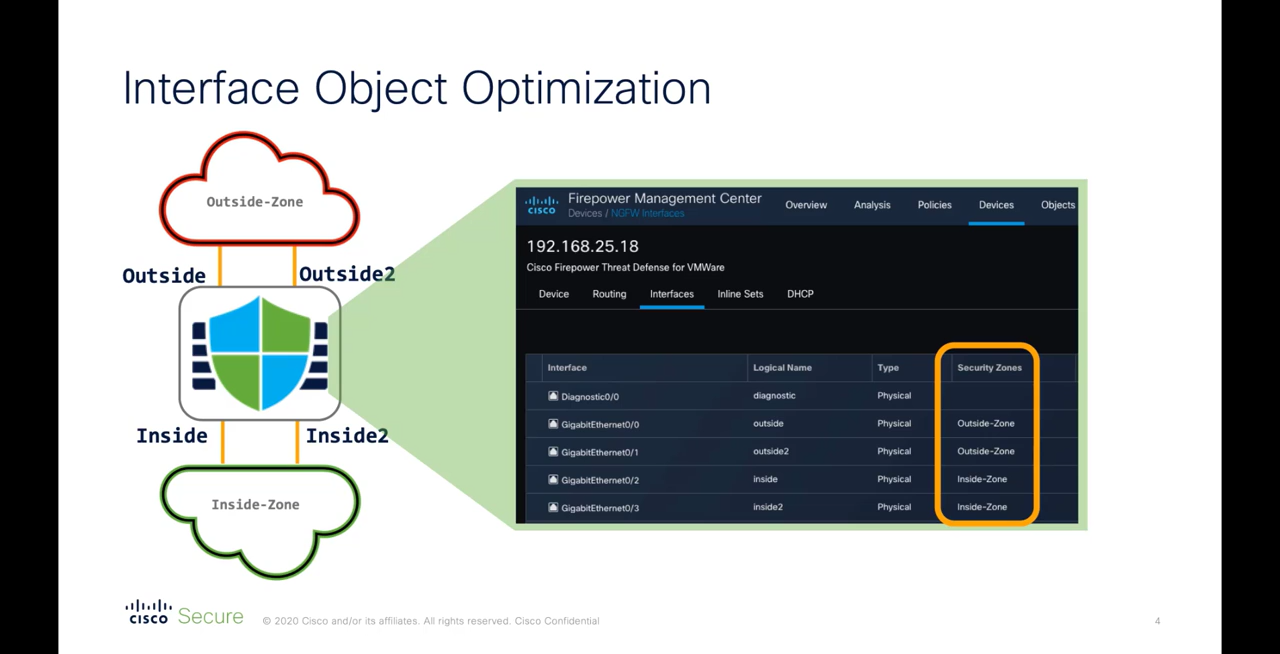 Interface Object Optimization
Outside-Zone
Outside Outside2
Inside Inside2
Inside-Zone
CISCO
Firepower Management Center
Devices / NGFW Interfaces
Overview Analysis Policies Devices Objects
192.168.25.18
Cisco Firepower Threat Defense for VMWare
Device Routing Interfaces Inline Sets DHCP
Interface Logical Name Type Security Zones
Diagnostic0/0 diagnostic Physical
GigabitEthernet0/0 outside Physical Outside-Zone
GigabitEthernet0/1 outside2 Physical Outside-Zone
GigabitEthernet0/2 inside Physical Inside-Zone
GigabitEthernet0/3 inside2 Physical Inside-Zone
CISCO Secure © 2020 Cisco and/or its affiliates. All rights reserved. Cisco Confidential 4